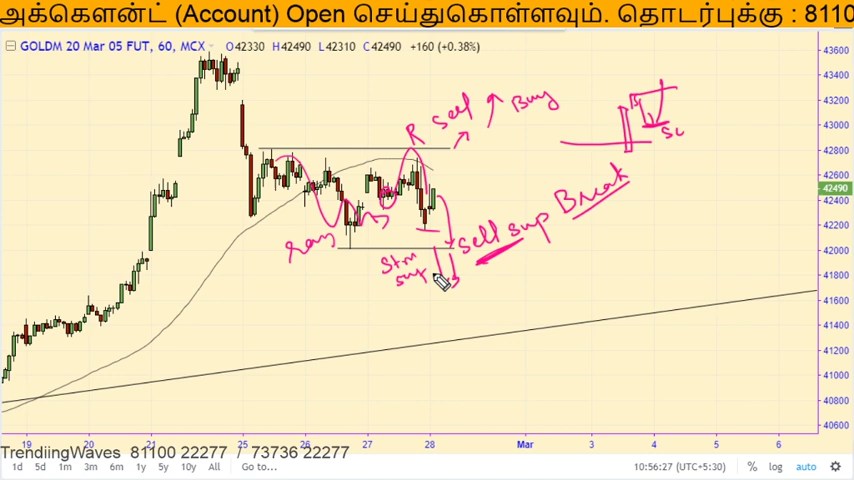 அக்கௌன்ட் (Account) Open செய்துகொள்ளவும். தொடர்புக்கு : 8110
GOLDM 20 Mar 05 FUT, 60, MCX O42330 H42490 L42310 C42490 +160 (+0.38%)
43600
43400
43200
43000
42800
42600
42490
42400
42200
42000
41800
41600
41400
41200
41000
40800
40600
R Sell Buy
Sell Sup Break
19 20 21 25 26 27 28 Mar 3 4 5 6
TrendiingWaves 81100 22277 / 73736 22277
1d 5d 1m 3m 6m 1y 5y 10y All Go to... 10:56:27 (UTC+5:30) % log auto